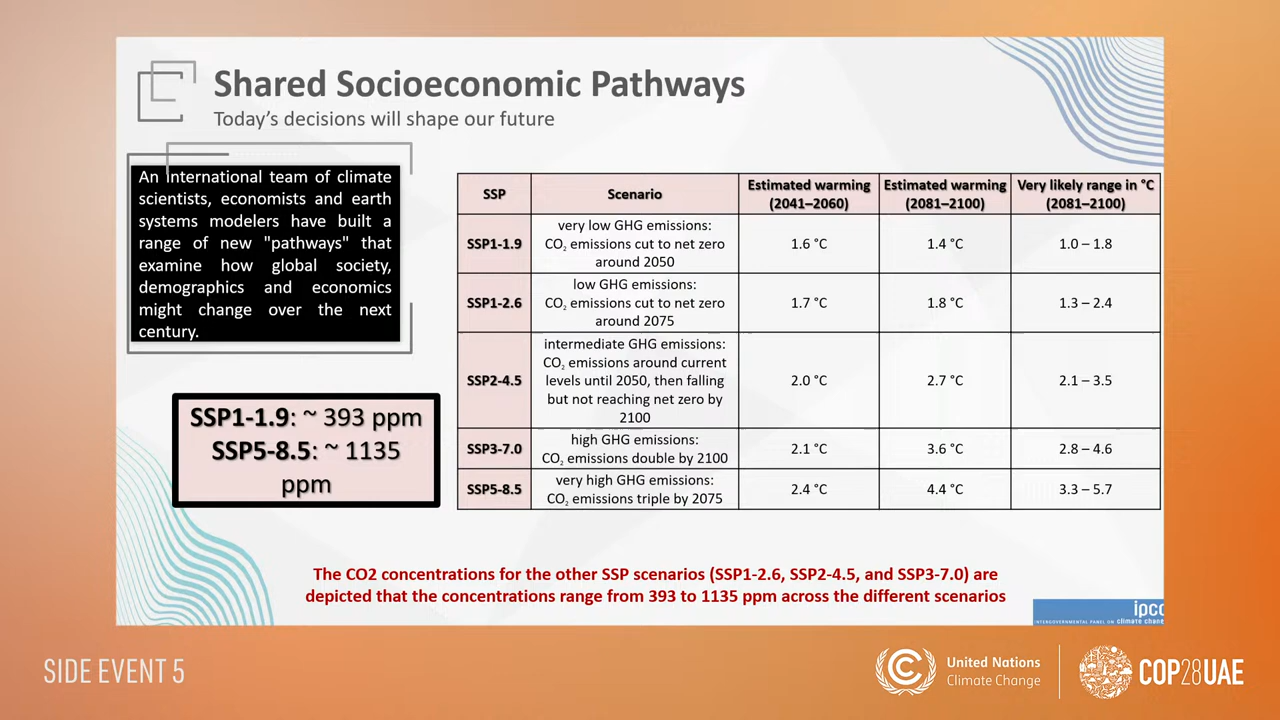 Shared Socioeconomic Pathways
Today's decisions will shape our future
An international team of climate
scientists, economists and earth
systems modelers have built a
range of new "pathways" that
examine how global society,
demographics and economics
might change over the next
century.
SSP1-1.9: ~ 393 ppm
SSP5-8.5: ~ 1135
ppm
SSP Scenario Estimated warming (2041–2060) Estimated warming (2081–2100) Very likely range in °C (2081–2100)
SSP1-1.9 very low GHG emissions: CO₂ emissions cut to net zero around 2050 1.6 °C 1.4 °C 1.0 – 1.8
SSP1-2.6 low GHG emissions: CO₂ emissions cut to net zero around 2075 1.7 °C 1.8 °C 1.3 – 2.4
SSP2-4.5 intermediate GHG emissions: CO₂ emissions around current levels until 2050, then falling but not reaching net zero by 2100 2.0 °C 2.7 °C 2.1 – 3.5
SSP3-7.0 high GHG emissions: CO₂ emissions double by 2100 2.1 °C 3.6 °C 2.8 – 4.6
SSP5-8.5 very high GHG emissions: CO₂ emissions triple by 2075 2.4 °C 4.4 °C 3.3 – 5.7
The CO2 concentrations for the other SSP scenarios (SSP1-2.6, SSP2-4.5, and SSP3-7.0) are
depicted that the concentrations range from 393 to 1135 ppm across the different scenarios
ipcc
INTERGOVERNMENTAL PANEL ON climate change
SIDE EVENT 5
United Nations
Climate Change
COP28UAE